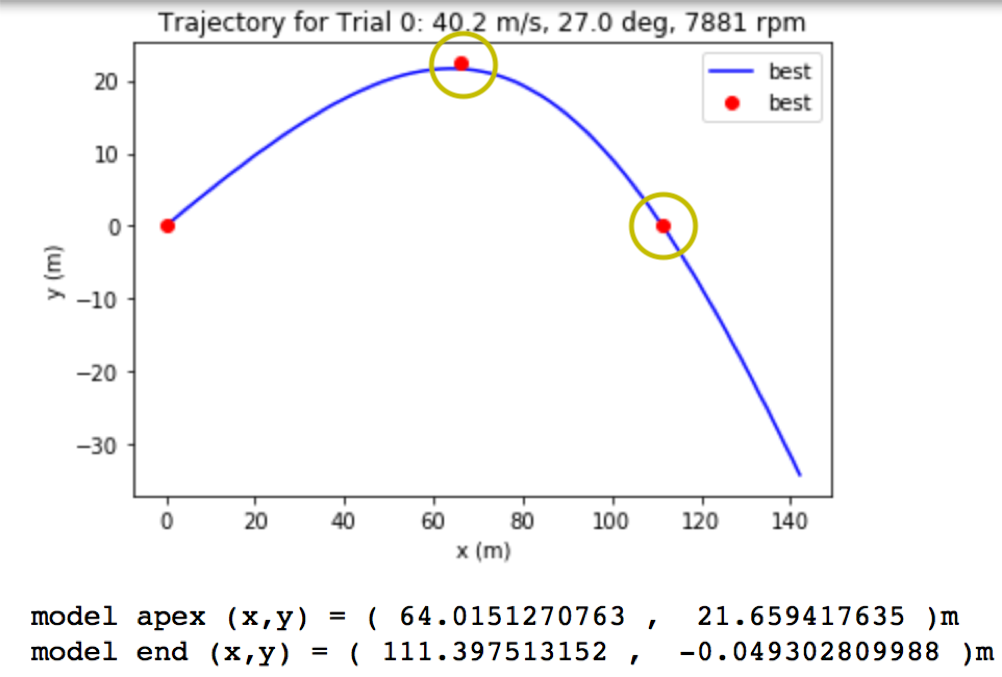 Trajectory for Trial 0: 40.2 m/s, 27.0 deg, 7881 rpm
best
best
20
10
0
−10
−20
−30
y (m)
0 20 40 60 80 100 120 140
x (m)
model apex (x,y) = ( 64.0151270763 , 21.659417635 )m
model end (x,y) = ( 111.397513152 , -0.049302809988 )m